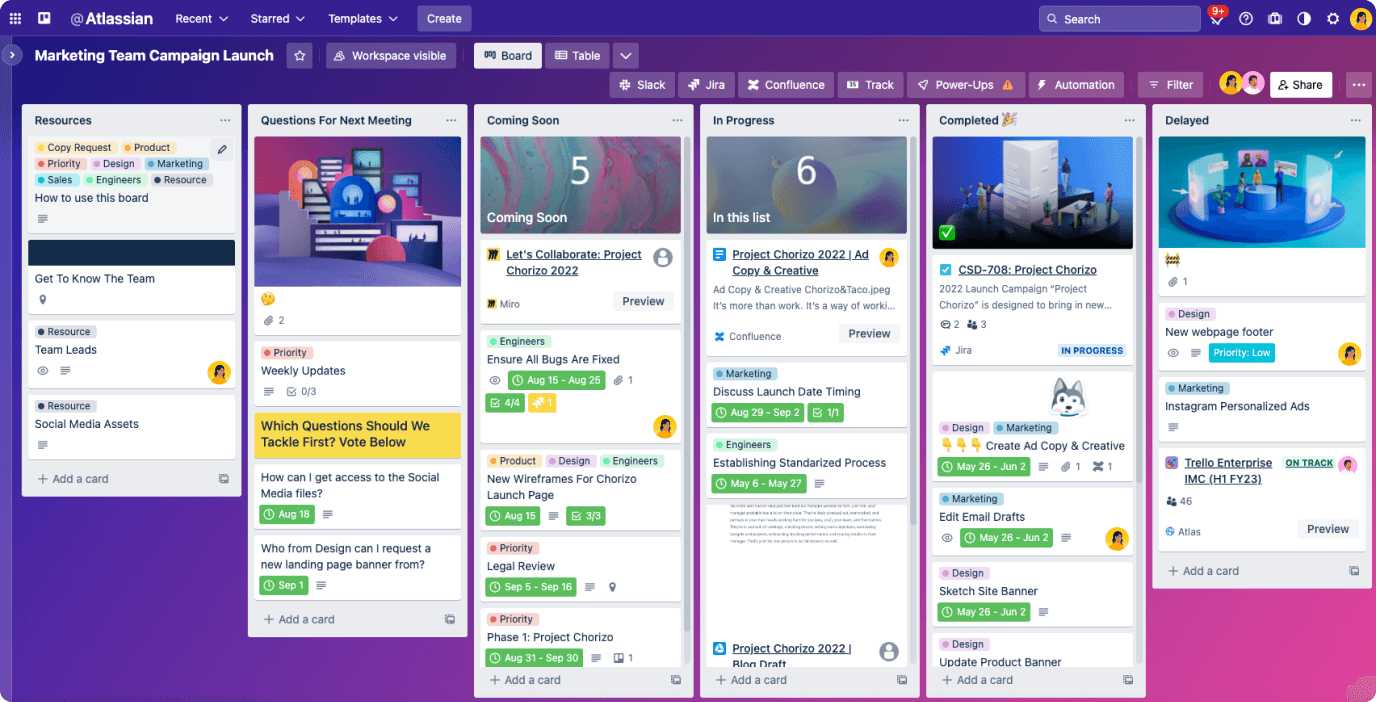 @Atlassian
Recent
Starred
Templates
Create
Search
9+
Marketing Team Campaign Launch
Workspace visible
Board
Table
Slack
Jira
Confluence
Track
Power-Ups
Automation
Filter
Share
Resources
Copy Request
Product
Priority
Design
Marketing
Sales
Engineers
Resource
How to use this board
Get To Know The Team
Resource
Team Leads
Resource
Social Media Assets
+ Add a card
Questions For Next Meeting
🤔
2
Priority
Weekly Updates
0/3
Which Questions Should We
Tackle First? Vote Below
How can I get access to the Social
Media files?
Aug 18
Who from Design can I request a
new landing page banner from?
Sep 1
+ Add a card
Coming Soon
5
Coming Soon
Let's Collaborate: Project
Chorizo 2022
Miro
Preview
Engineers
Ensure All Bugs Are Fixed
Aug 15 - Aug 25
1
4/4
1
Product
Design
Engineers
New Wireframes For Chorizo
Launch Page
Aug 15
3/3
Priority
Legal Review
Sep 5 - Sep 16
Priority
Phase 1: Project Chorizo
Aug 31 - Sep 30
1
+ Add a card
In Progress
6
In this list
Project Chorizo 2022 | Ad
Copy & Creative
Ad Copy & Creative Chorizo&Taco.jpeg
It's more than work. It's a way of worki...
Confluence
Preview
Marketing
Discuss Launch Date Timing
Aug 29 - Sep 2
1/1
Engineers
Establishing Standarized Process
May 6 - May 27
Project Chorizo 2022 |
Blog Draft
+ Add a card
Completed 🎉
✅
CSD-708: Project Chorizo
2022 Launch Campaign "Project
Chorizo" is designed to bring in new...
2
3
Jira
IN PROGRESS
Design
Marketing
👇👇👇 Create Ad Copy & Creative
May 26 - Jun 2
1
1
Marketing
Edit Email Drafts
May 26 - Jun 2
Design
Sketch Site Banner
May 26 - Jun 2
Design
Update Product Banner
+ Add a card
Delayed
🚧
1
Design
New webpage footer
Priority: Low
Marketing
Instagram Personalized Ads
Trello Enterprise
IMC (H1 FY23)
ON TRACK
46
Atlas
Preview
+ Add a card